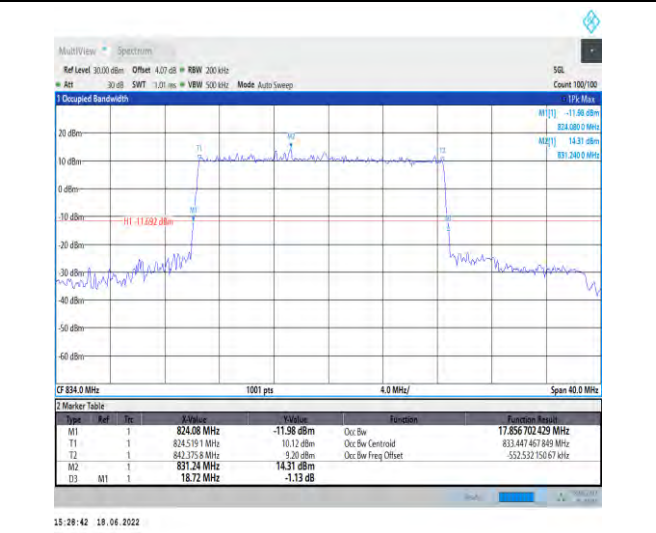 MultiView Spectrum
Ref Level 30.00 dBm Offset 4.07 dB RBW 200 kHz SGL
Att 30 dB SWT 1.01 ms VBW 500 kHz Mode Auto Sweep Count 100/100
1 Occupied Bandwidth 1Pk Max
M1[1] -11.98 dBm
824.080 0 MHz
M2[1] 14.31 dBm
831.240 0 MHz
20 dBm
M2
T1 T2
10 dBm
0 dBm
M1
-10 dBm
H1 -11.692 dBm
-20 dBm
-30 dBm
-40 dBm
-50 dBm
-60 dBm
CF 834.0 MHz 1001 pts 4.0 MHz/ Span 40.0 MHz
2 Marker Table
Type Ref Trc X-Value Y-Value Function Function Result
M1 1 824.08 MHz -11.98 dBm Occ Bw 17.856 702 429 MHz
T1 1 824.519 1 MHz 10.12 dBm Occ Bw Centroid 833.447 467 849 MHz
T2 1 842.375 8 MHz 9.20 dBm Occ Bw Freq Offset -552.532 150 67 kHz
M2 1 831.24 MHz 14.31 dBm
D3 M1 1 18.72 MHz -1.13 dB
15:28:42 18.06.2022